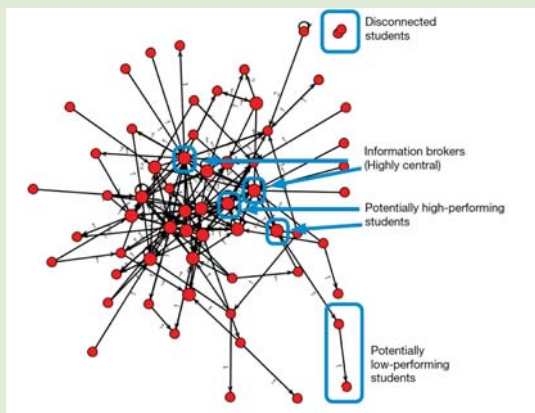 Disconnected
students
Information brokers
(Highly central)
Potentially high-performing
students
Potentially
low-performing
students